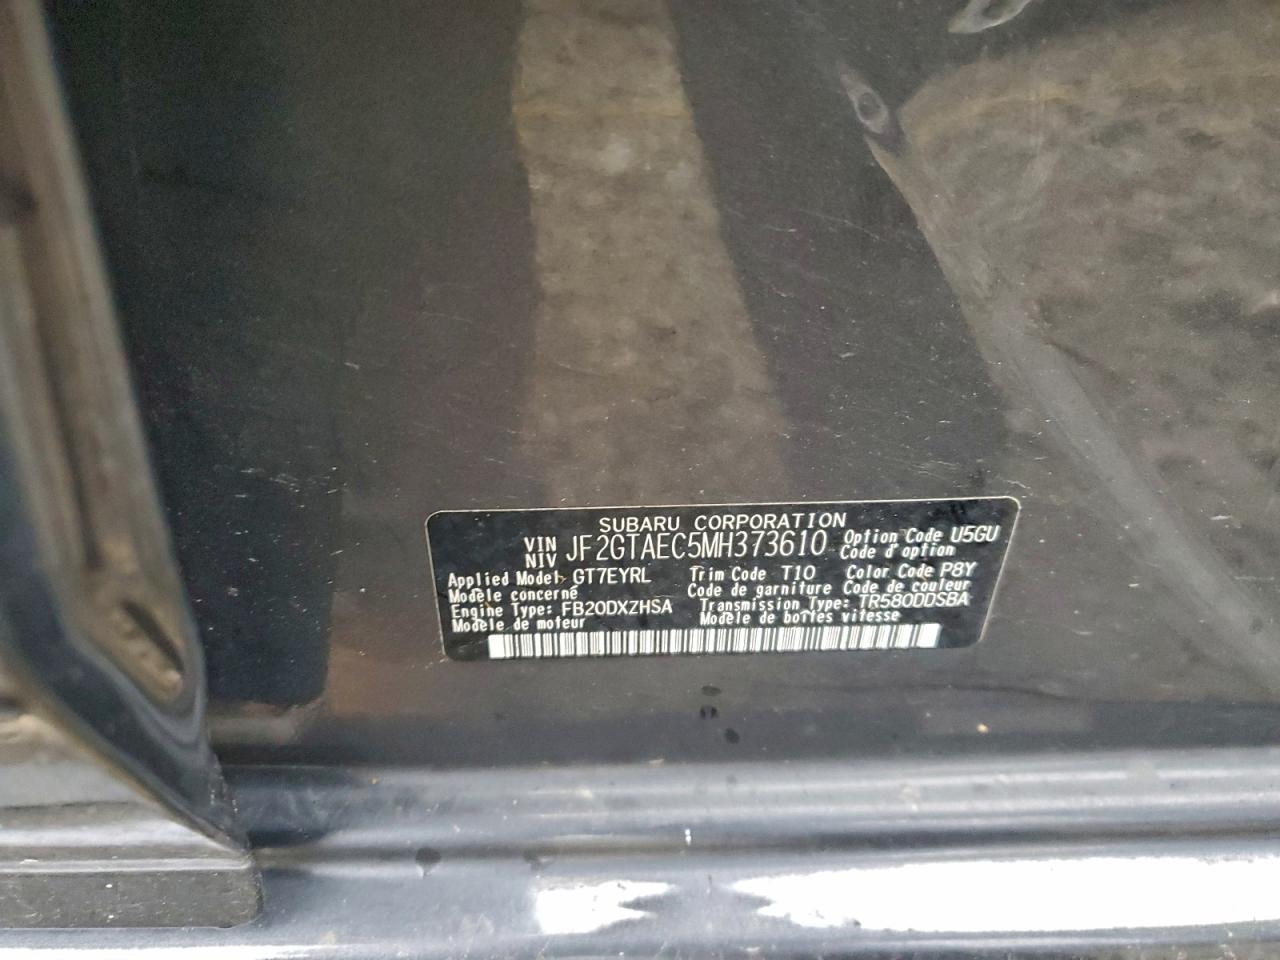 SUBARU CORPORATION
VIN NIV JF2GTAEC5MH373610 Option Code U5GU
Code d'option
Applied Model GT7EYRL Trim Code T10 Color Code P8Y
Modèle concerné Code de garniture Code de couleur
Engine Type: FB20DXZHSA Transmission Type: TR580DDSBA
Modèle de moteur Modèle de boîtes vitesse